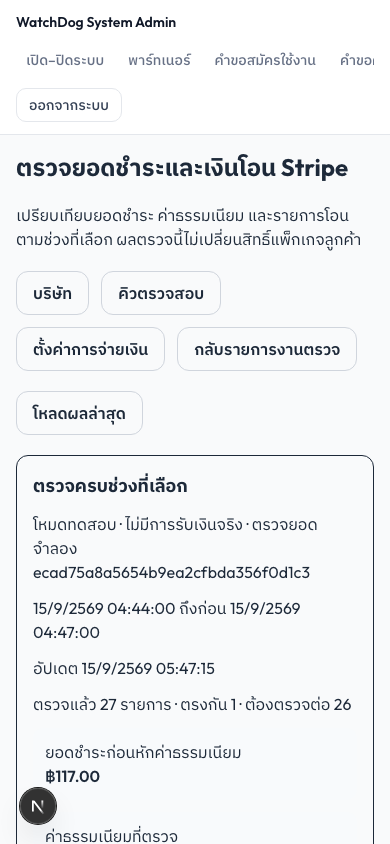 WatchDog System Admin
เปิด-ปิดระบบ พาร์ทเนอร์ คำขอสมัครใช้งาน คำขอ
ออกจากระบบ
ตรวจยอดชำระและเงินโอน Stripe
เปรียบเทียบยอดชำระ ค่าธรรมเนียม และรายการโอน
ตามช่วงที่เลือก ผลตรวจนี้ไม่เปลี่ยนสิทธิ์แพ็กเกจลูกค้า
บริษัท คิวตรวจสอบ
ตั้งค่าการจ่ายเงิน กลับรายการงานตรวจ
โหลดผลล่าสุด
ตรวจครบช่วงที่เลือก
โหมดทดสอบ · ไม่มีการรับเงินจริง · ตรวจยอด
จำลอง
ecad75a8a5654b9ea2cfbda356f0d1c3
15/9/2569 04:44:00 ถึงก่อน 15/9/2569
04:47:00
อัปเดต 15/9/2569 05:47:15
ตรวจแล้ว 27 รายการ · ตรงกัน 1 · ต้องตรวจต่อ 26
ยอดชำระก่อนหักค่าธรรมเนียม
฿117.00
N
ค่าธรรมเนียมที่ตรวจ